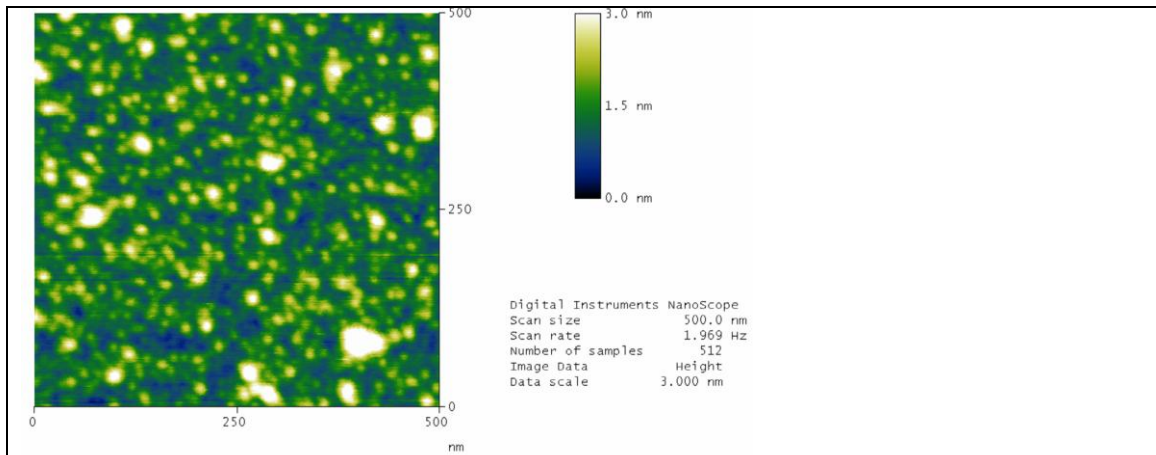 500
250
0
0 250 500
nm
3.0 nm
1.5 nm
0.0 nm
Digital Instruments NanoScope
Scan size 500.0 nm
Scan rate 1.969 Hz
Number of samples 512
Image Data Height
Data scale 3.000 nm